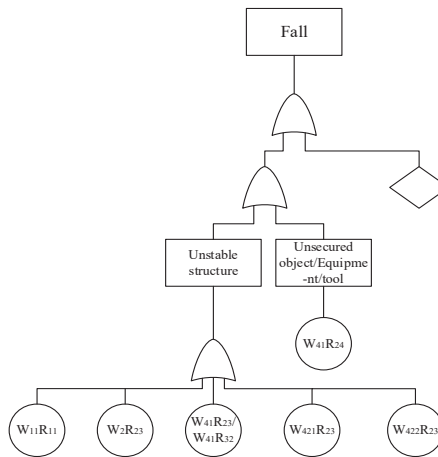 Fall
Unstable
structure
Unsecured
object/Equipme
-nt/tool
W41R24
W11R11
W2R23
W41R23/
W41R32
W421R23
W422R23